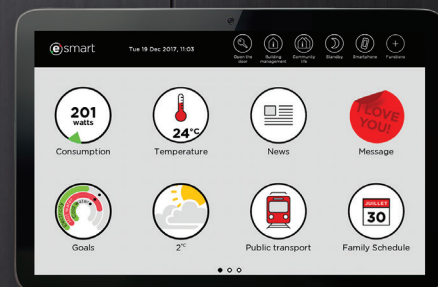 esmart
Tue 19 Dec 2017, 11:03
Open the door
Building management
Community life
Standby
Smartphone
Functions
201
watts
Consumption
24°C
Temperature
News
I LOVE
YOU!
Message
Goals
2°C
Public transport
JUILLET
30
Family Schedule